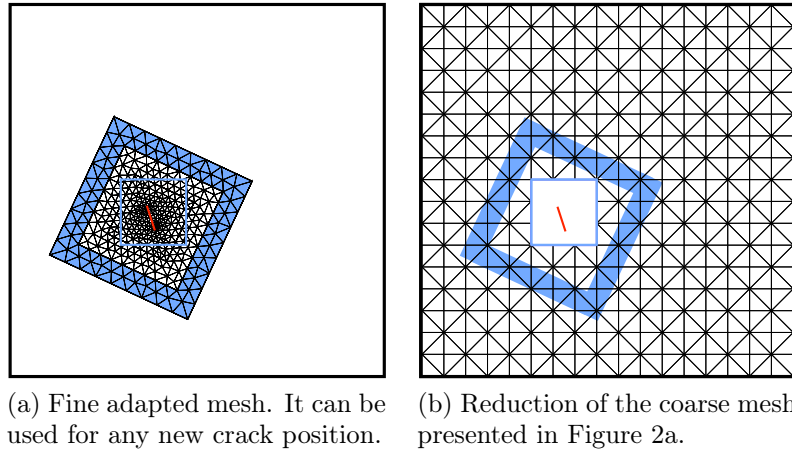 (a) Fine adapted mesh. It can be
used for any new crack position.
(b) Reduction of the coarse mesh
presented in Figure 2a.